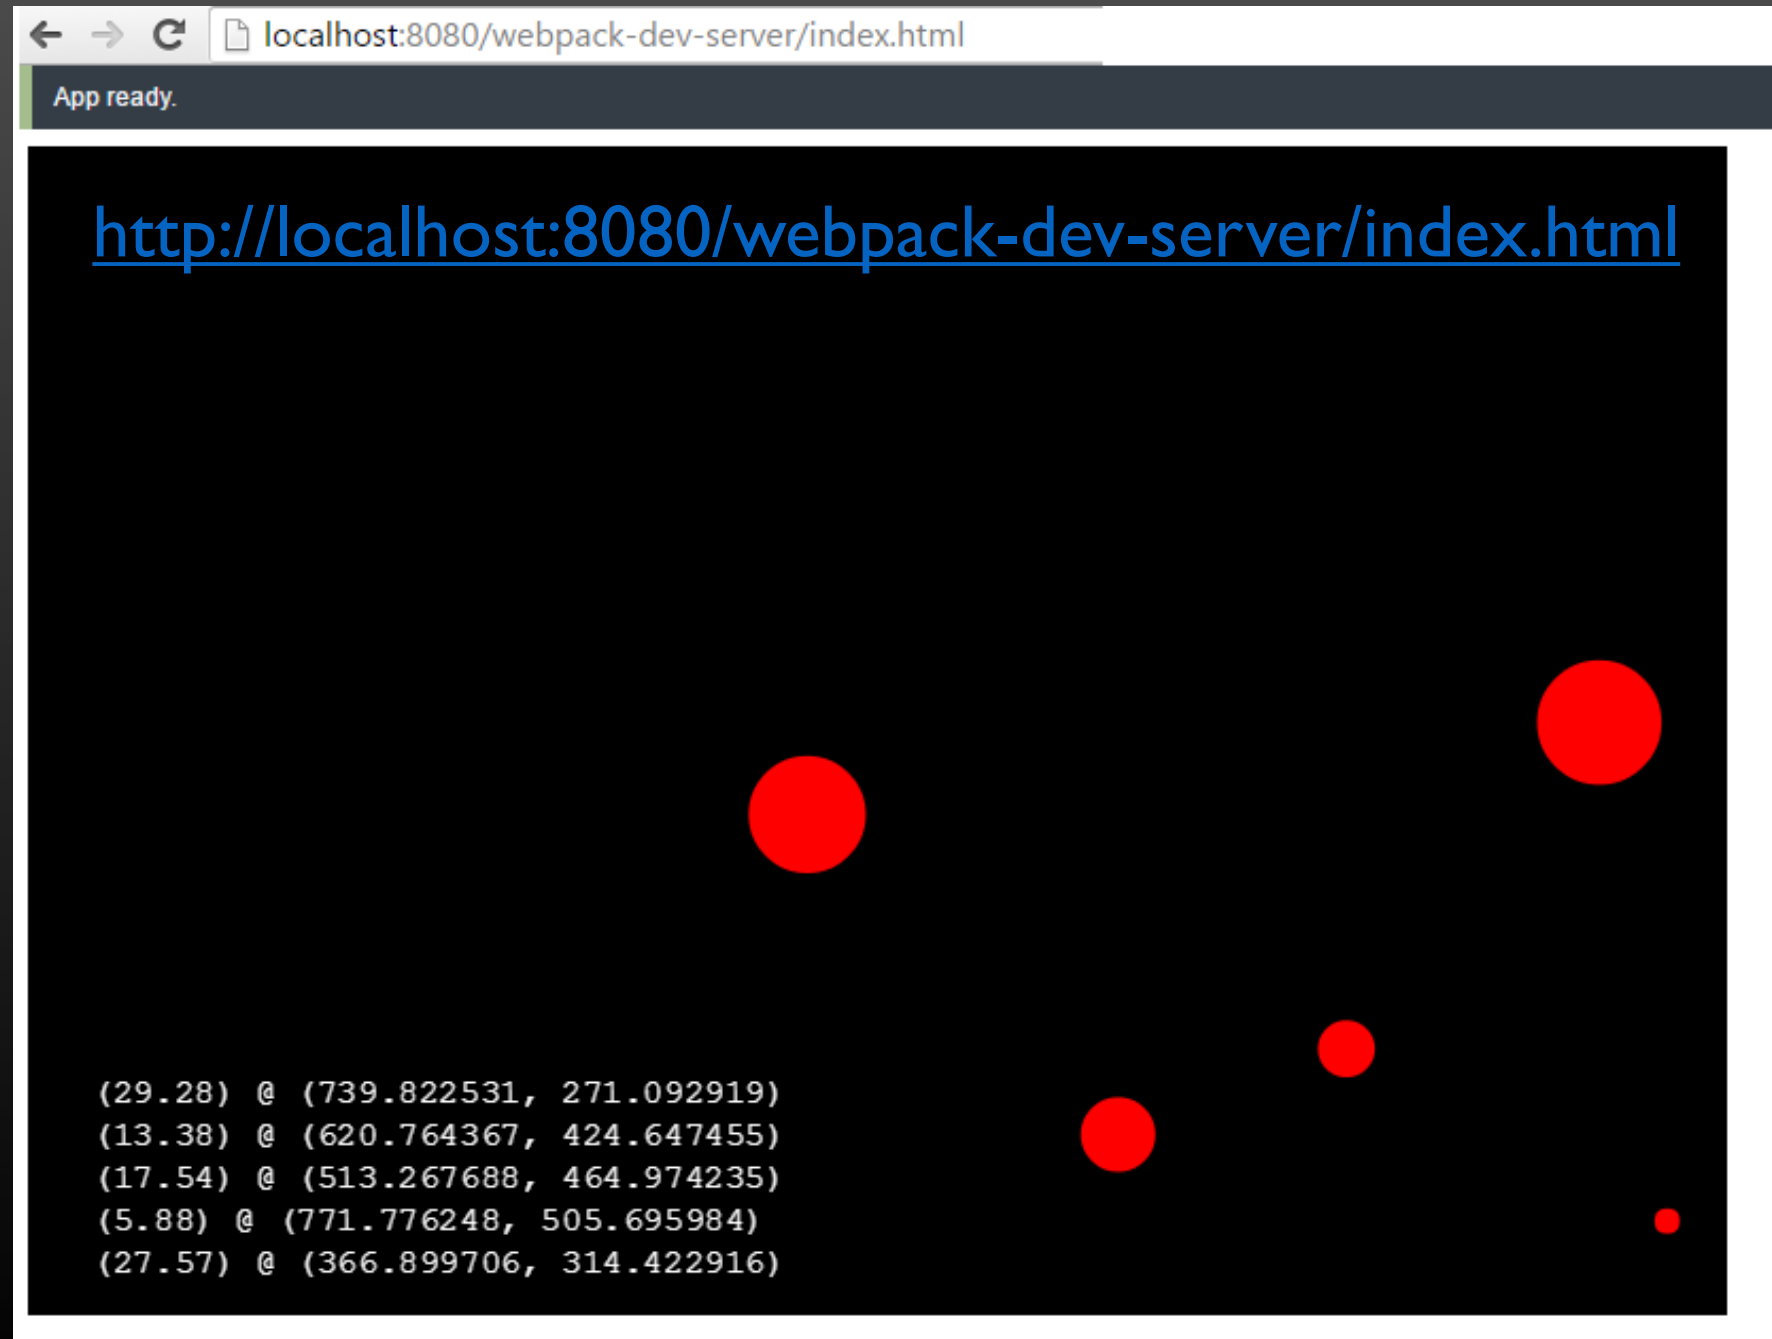 localhost:8080/webpack-dev-server/index.html
App ready.
http://localhost:8080/webpack-dev-server/index.html
(29.28) @ (739.822531, 271.092919)
(13.38) @ (620.764367, 424.647455)
(17.54) @ (513.267688, 464.974235)
(5.88) @ (771.776248, 505.695984)
(27.57) @ (366.899706, 314.422916)